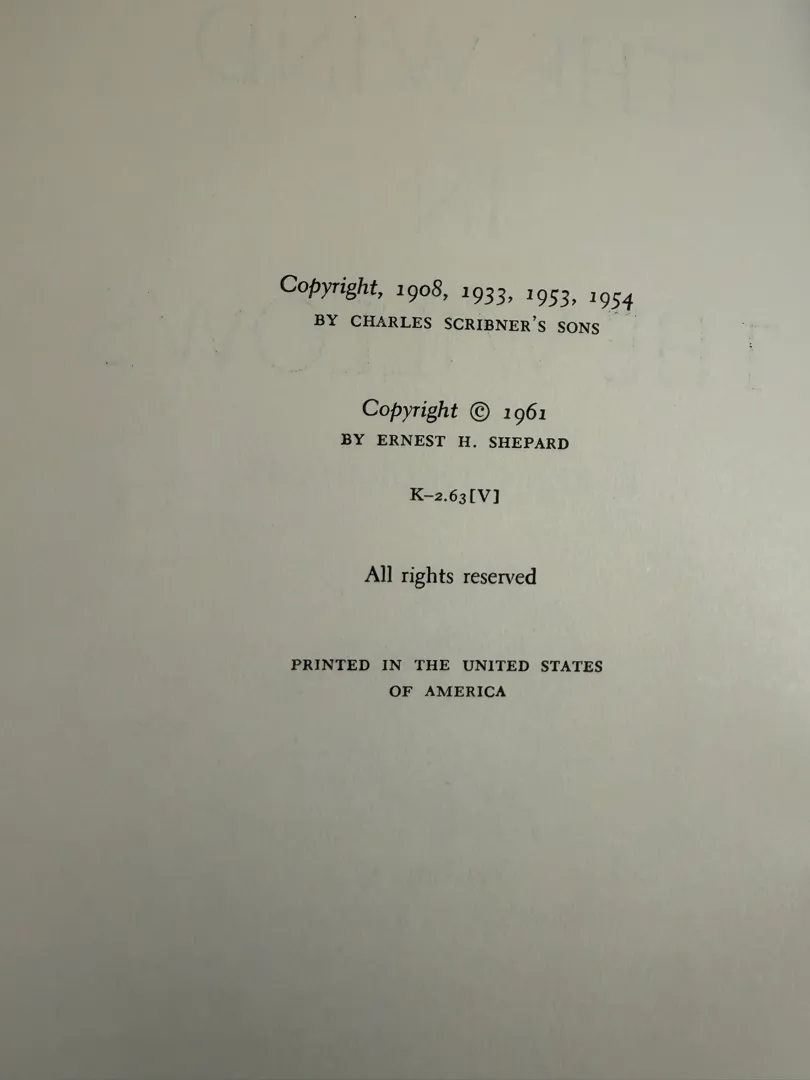 Copyright, 1908, 1933, 1953, 1954
BY CHARLES SCRIBNER'S SONS
Copyright © 1961
BY ERNEST H. SHEPARD
K–2.63[V]
All rights reserved
PRINTED IN THE UNITED STATES
OF AMERICA